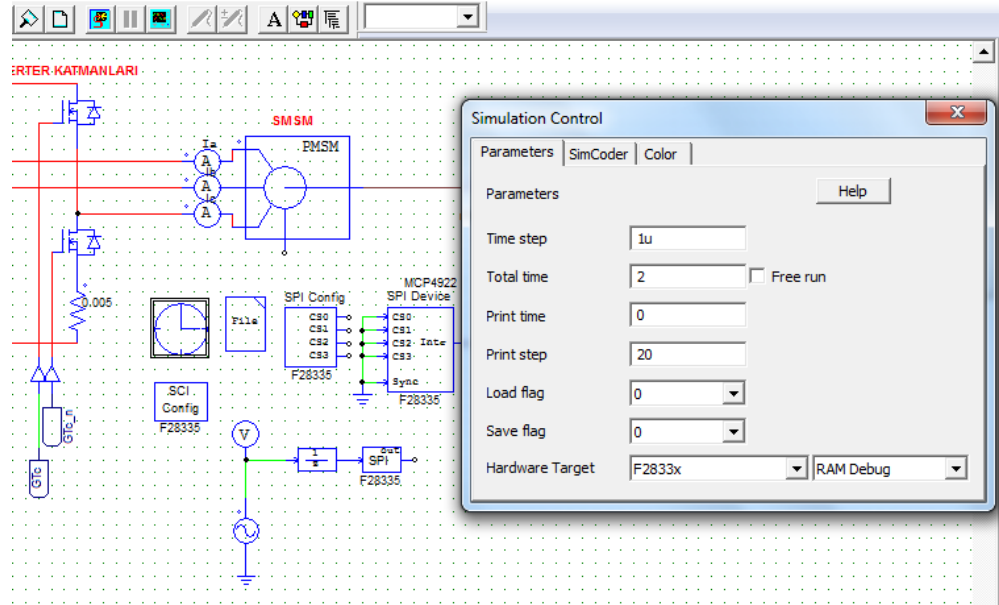 A
ERTER KATMANLARI
SMSM
Ia
PMSM
A
Ib
A
Ic
A
0.005
File
SPI Config
CS0
CS1
CS2
CS3
F28335
MCP4922
SPI Device
CS0
CS1
CS2 Inte
CS3
Sync
F28335
SCI
Config
F28335
V
1
out
SPI
F28335
GTc_n
GTc
Simulation Control
Parameters SimCoder Color
Parameters Help
Time step 1u
Total time 2 Free run
Print time 0
Print step 20
Load flag 0
Save flag 0
Hardware Target F2833x RAM Debug